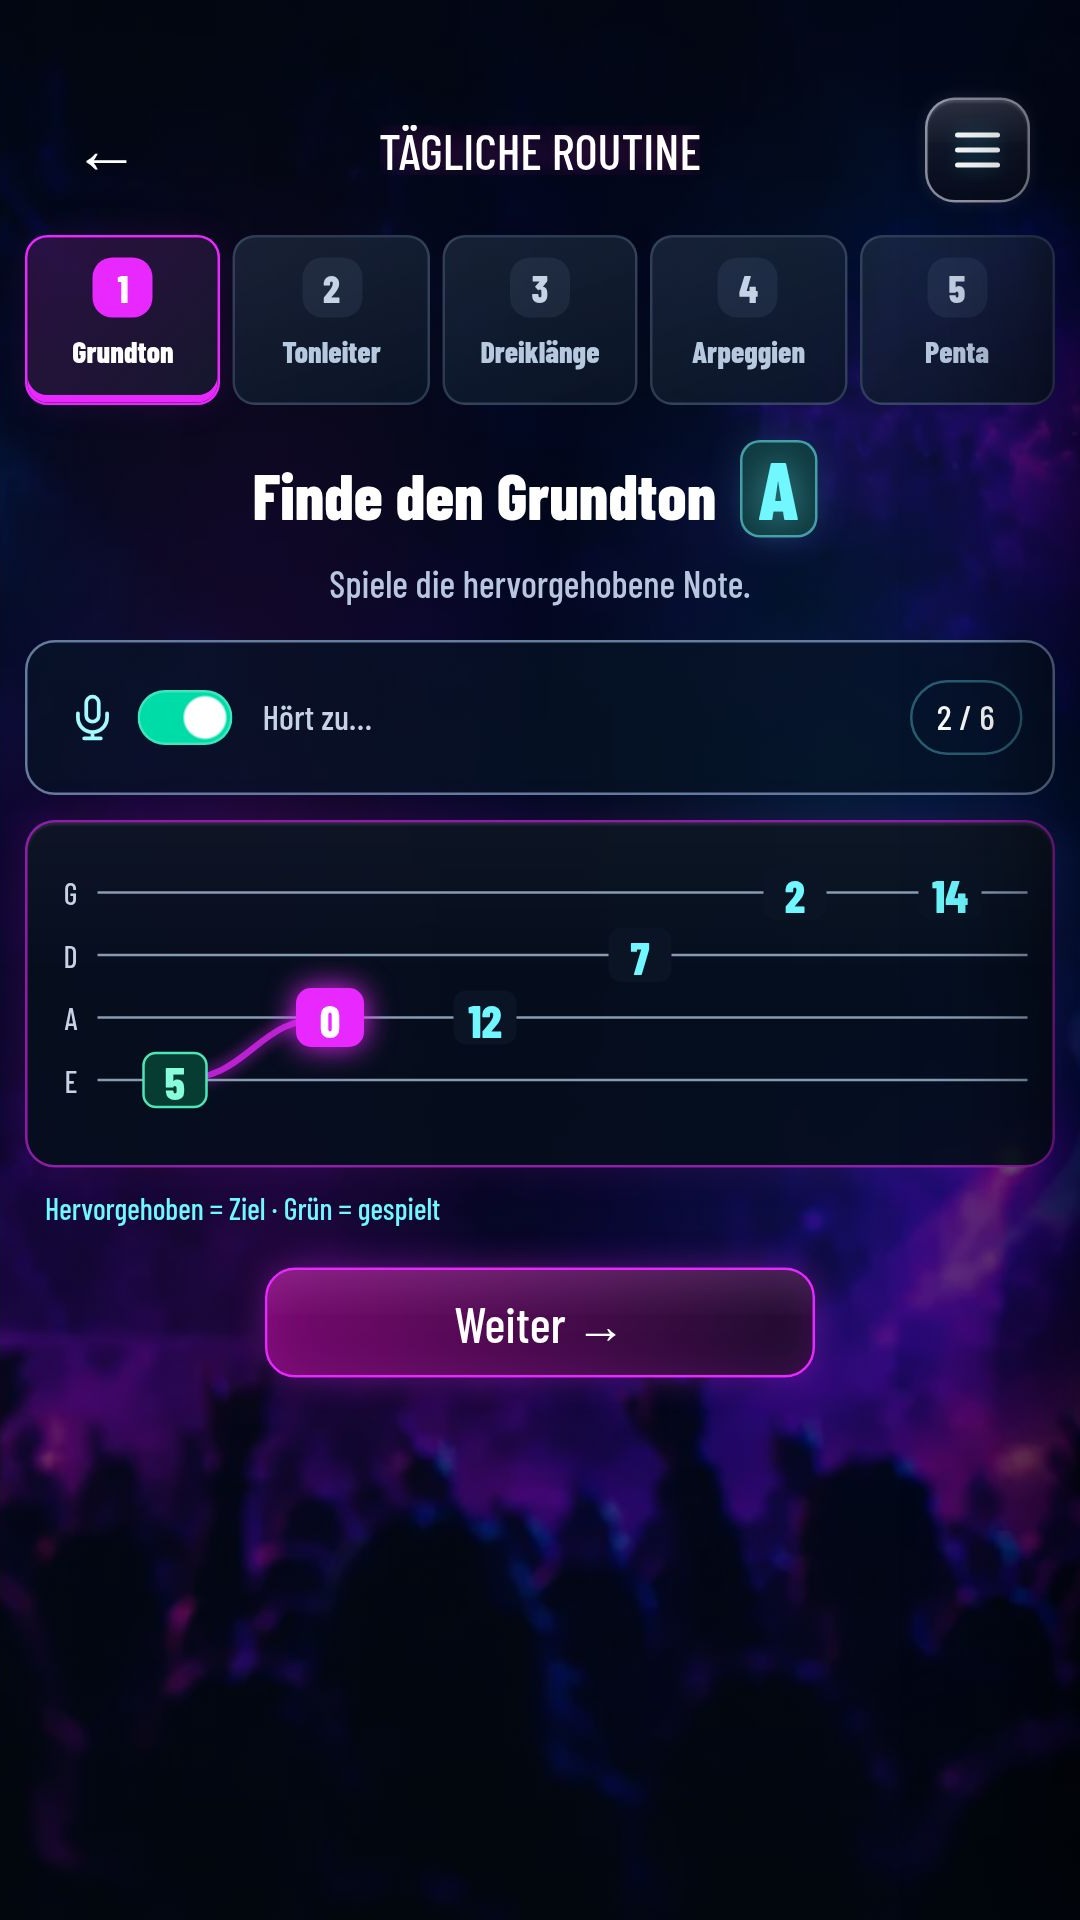 ← TÄGLICHE ROUTINE
1 2 3 4 5
Grundton Tonleiter Dreiklänge Arpeggien Penta
Finde den Grundton A
Spiele die hervorgehobene Note.
Hört zu... 2 / 6
G 2 14
D 7
A 0 12
E 5
Hervorgehoben = Ziel · Grün = gespielt
Weiter →